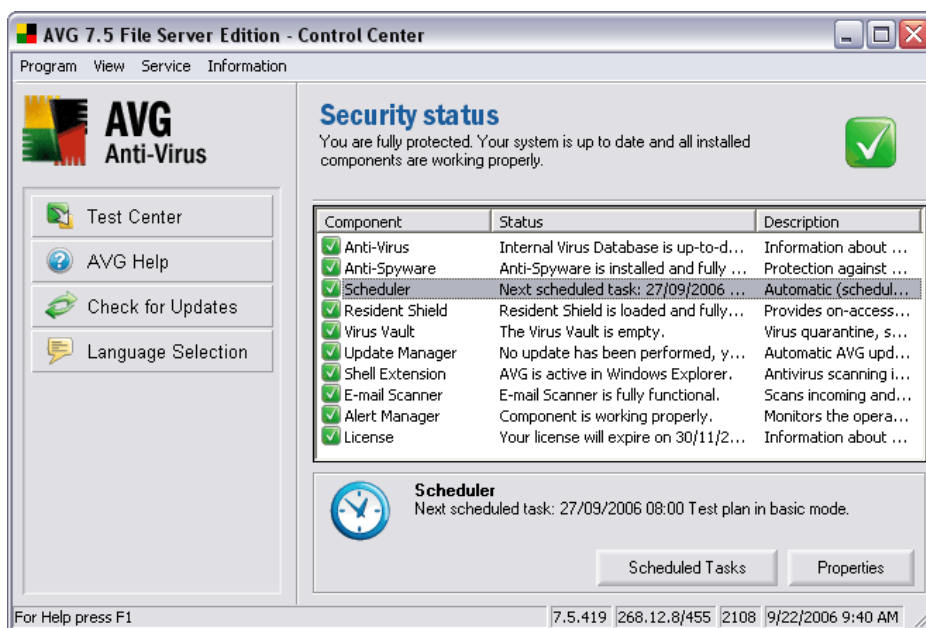 AVG 7.5 File Server Edition - Control Center
Program View Service Information
AVG
Anti-Virus
Test Center
AVG Help
Check for Updates
Language Selection
Security status
You are fully protected. Your system is up to date and all installed
components are working properly.
Component Status Description
Anti-Virus Internal Virus Database is up-to-d... Information about ...
Anti-Spyware Anti-Spyware is installed and fully ... Protection against ...
Scheduler Next scheduled task: 27/09/2006 ... Automatic (schedul...
Resident Shield Resident Shield is loaded and fully... Provides on-access...
Virus Vault The Virus Vault is empty. Virus quarantine, s...
Update Manager No update has been performed, y... Automatic AVG upd...
Shell Extension AVG is active in Windows Explorer. Antivirus scanning i...
E-mail Scanner E-mail Scanner is fully functional. Scans incoming and...
Alert Manager Component is working properly. Monitors the opera...
License Your license will expire on 30/11/2... Information about ...
Scheduler
Next scheduled task: 27/09/2006 08:00 Test plan in basic mode.
Scheduled Tasks Properties
For Help press F1 7.5.419 268.12.8/455 2108 9/22/2006 9:40 AM